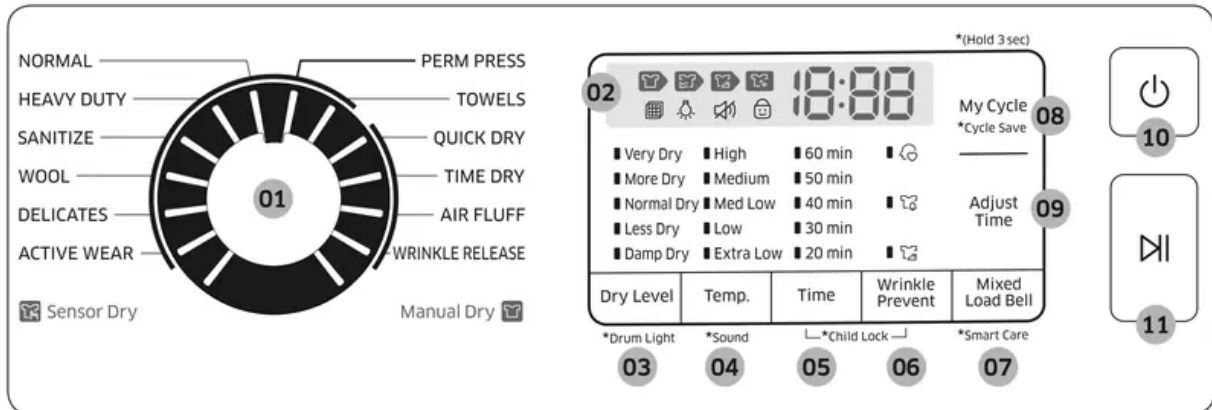 NORMAL
HEAVY DUTY
SANITIZE
WOOL
DELICATES
ACTIVE WEAR
PERM PRESS
TOWELS
QUICK DRY
TIME DRY
AIR FLUFF
WRINKLE RELEASE
01
Sensor Dry
Manual Dry
*(Hold 3 sec)
02
18:88
Very Dry High 60 min
More Dry Medium 50 min
Normal Dry Med Low 40 min
Less Dry Low 30 min
Damp Dry Extra Low 20 min
My Cycle
*Cycle Save
08
Adjust
Time
09
Dry Level
Temp.
Time
Wrinkle
Prevent
Mixed
Load Bell
*Drum Light
*Sound
*Child Lock
*Smart Care
03
04
05
06
07
10
11